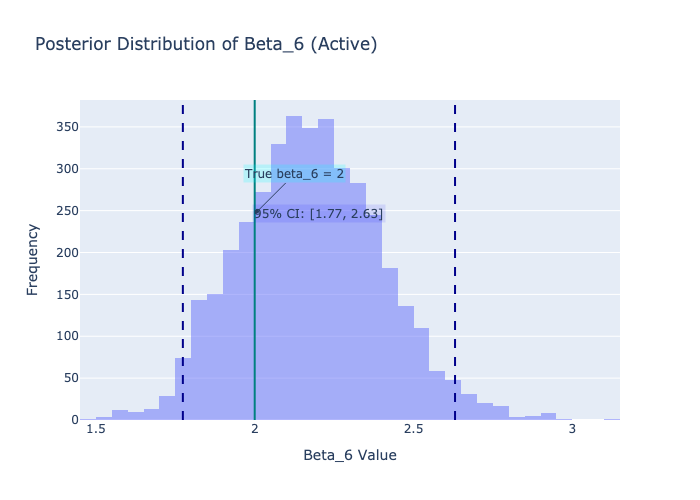 Posterior Distribution of Beta_6 (Active)
350
300
250
200
150
100
50
0
Frequency
True beta_6 = 2
95% CI: [1.77, 2.63]
1.5
2
2.5
3
Beta_6 Value